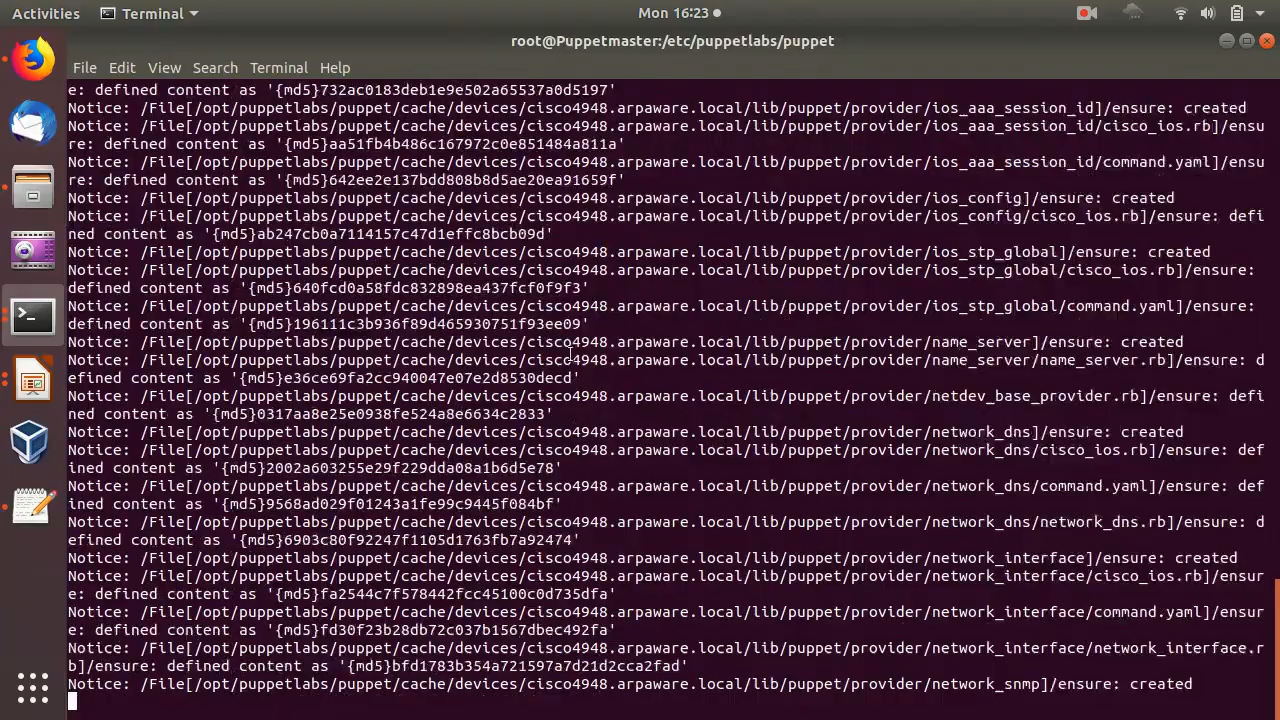 Activities Terminal Mon 16:23
root@Puppetmaster:/etc/puppetlabs/puppet
File Edit View Search Terminal Help
e: defined content as '{md5}732ac0183deb1e9e502a65537a0d5197'
Notice: /File[/opt/puppetlabs/puppet/cache/devices/cisco4948.arpaware.local/lib/puppet/provider/ios_aaa_session_id]/ensure: created
Notice: /File[/opt/puppetlabs/puppet/cache/devices/cisco4948.arpaware.local/lib/puppet/provider/ios_aaa_session_id/cisco_ios.rb]/ensu
re: defined content as '{md5}aa51fb4b486c167972c0e851484a811a'
Notice: /File[/opt/puppetlabs/puppet/cache/devices/cisco4948.arpaware.local/lib/puppet/provider/ios_aaa_session_id/command.yaml]/ensu
re: defined content as '{md5}642ee2e137bdd808b8d5ae20ea91659f'
Notice: /File[/opt/puppetlabs/puppet/cache/devices/cisco4948.arpaware.local/lib/puppet/provider/ios_config]/ensure: created
Notice: /File[/opt/puppetlabs/puppet/cache/devices/cisco4948.arpaware.local/lib/puppet/provider/ios_config/cisco_ios.rb]/ensure: defi
ned content as '{md5}ab247cb0a7114157c47d1effc8bcb09d'
Notice: /File[/opt/puppetlabs/puppet/cache/devices/cisco4948.arpaware.local/lib/puppet/provider/ios_stp_global]/ensure: created
Notice: /File[/opt/puppetlabs/puppet/cache/devices/cisco4948.arpaware.local/lib/puppet/provider/ios_stp_global/cisco_ios.rb]/ensure:
defined content as '{md5}640fcd0a58fdc832898ea437fcf0f9f3'
Notice: /File[/opt/puppetlabs/puppet/cache/devices/cisco4948.arpaware.local/lib/puppet/provider/ios_stp_global/command.yaml]/ensure:
defined content as '{md5}196111c3b936f89d465930751f93ee09'
Notice: /File[/opt/puppetlabs/puppet/cache/devices/cisco4948.arpaware.local/lib/puppet/provider/name_server]/ensure: created
Notice: /File[/opt/puppetlabs/puppet/cache/devices/cisco4948.arpaware.local/lib/puppet/provider/name_server/name_server.rb]/ensure: d
efined content as '{md5}e36ce69fa2cc940047e07e2d8530decd'
Notice: /File[/opt/puppetlabs/puppet/cache/devices/cisco4948.arpaware.local/lib/puppet/provider/netdev_base_provider.rb]/ensure: defi
ned content as '{md5}0317aa8e25e0938fe524a8e6634c2833'
Notice: /File[/opt/puppetlabs/puppet/cache/devices/cisco4948.arpaware.local/lib/puppet/provider/network_dns]/ensure: created
Notice: /File[/opt/puppetlabs/puppet/cache/devices/cisco4948.arpaware.local/lib/puppet/provider/network_dns/cisco_ios.rb]/ensure: def
ined content as '{md5}2002a603255e29f229dda08a1b6d5e78'
Notice: /File[/opt/puppetlabs/puppet/cache/devices/cisco4948.arpaware.local/lib/puppet/provider/network_dns/command.yaml]/ensure: def
ined content as '{md5}9568ad029f01243a1fe99c9445f084bf'
Notice: /File[/opt/puppetlabs/puppet/cache/devices/cisco4948.arpaware.local/lib/puppet/provider/network_dns/network_dns.rb]/ensure: d
efined content as '{md5}6903c80f92247f1105d1763fb7a92474'
Notice: /File[/opt/puppetlabs/puppet/cache/devices/cisco4948.arpaware.local/lib/puppet/provider/network_interface]/ensure: created
Notice: /File[/opt/puppetlabs/puppet/cache/devices/cisco4948.arpaware.local/lib/puppet/provider/network_interface/cisco_ios.rb]/ensur
e: defined content as '{md5}fa2544c7f578442fcc45100c0d735dfa'
Notice: /File[/opt/puppetlabs/puppet/cache/devices/cisco4948.arpaware.local/lib/puppet/provider/network_interface/command.yaml]/ensur
e: defined content as '{md5}fd30f23b28db72c037b1567dbec492fa'
Notice: /File[/opt/puppetlabs/puppet/cache/devices/cisco4948.arpaware.local/lib/puppet/provider/network_interface/network_interface.r
b]/ensure: defined content as '{md5}bfd1783b354a721597a7d21d2cca2fad'
Notice: /File[/opt/puppetlabs/puppet/cache/devices/cisco4948.arpaware.local/lib/puppet/provider/network_snmp]/ensure: created